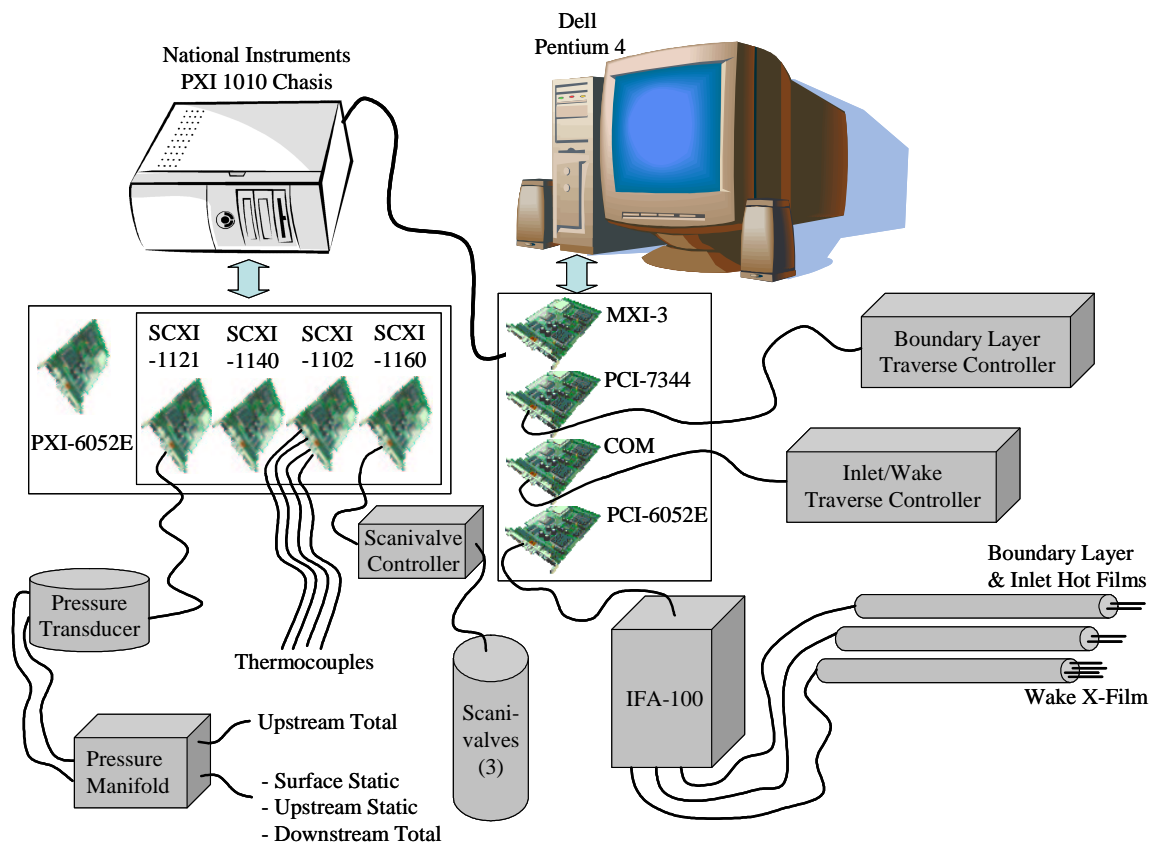 Dell
Pentium 4
National Instruments
PXI 1010 Chasis
SCXI
-1121
SCXI
-1140
SCXI
-1102
SCXI
-1160
PXI-6052E
MXI-3
PCI-7344
COM
PCI-6052E
Boundary Layer
Traverse Controller
Inlet/Wake
Traverse Controller
Scanivalve
Controller
Pressure
Transducer
Thermocouples
Boundary Layer
& Inlet Hot Films
Wake X-Film
IFA-100
Scani-
valves
(3)
Pressure
Manifold
Upstream Total
- Surface Static
- Upstream Static
- Downstream Total